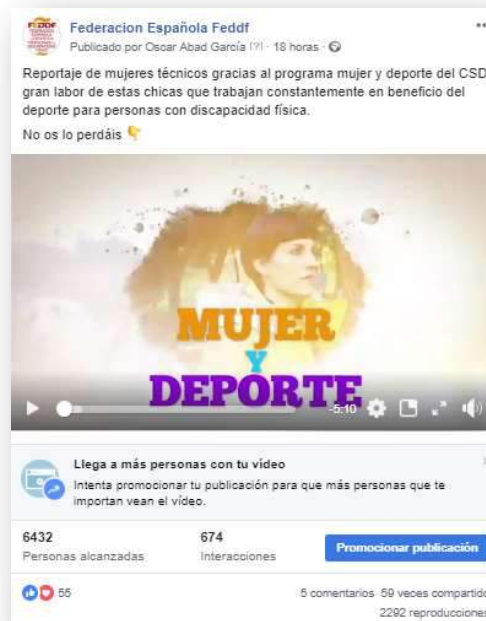 FEDDF
Federacion Española Feddf
Publicado por Oscar Abad García [?] · 18 horas ·
Reportaje de mujeres técnicos gracias al programa mujer y deporte del CSD
gran labor de estas chicas que trabajan constantemente en beneficio del
deporte para personas con discapacidad física.
No os lo perdáis 👇
MUJER
Y
DEPORTE
-5:10
Llega a más personas con tu vídeo
Intenta promocionar tu publicación para que más personas que te
importan vean el vídeo.
6432 674
Personas alcanzadas Interacciones Promocionar publicación
55 5 comentarios 59 veces compartido
2292 reproducciones